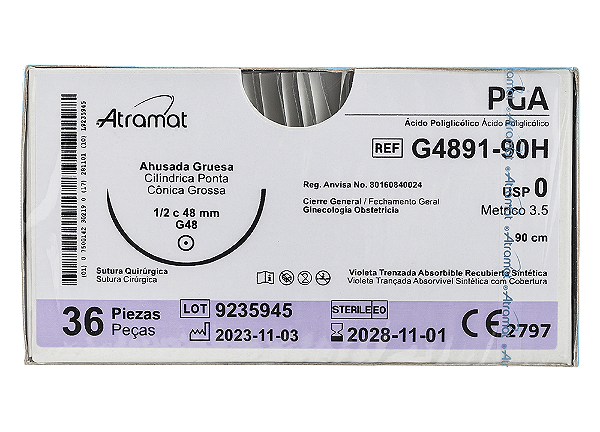 Atramat
PGA
Ácido Poliglicólico Ácido Poliglicólico
REF G4891-90H
Ahusada Gruesa
Cilíndrica Ponta
Cônica Grossa
1/2 c 48 mm
G48
Reg. Anvisa No. 80160840024
Cierre General / Fechamento Geral
Ginecología Obstetricia
USP 0
Metrico 3.5
90 cm
Sutura Quirúrgica
Sutura Cirúrgica
Violeta Trenzada Absorbible Recubierta Sintética
Violeta Trançada Absorvível Sintética com Cobertura
36 Piezas
Peças
LOT 9235945
2023-11-03
STERILE EO
2028-11-01
CE 2797
Atramat
Atramat
Atramat
Atramat